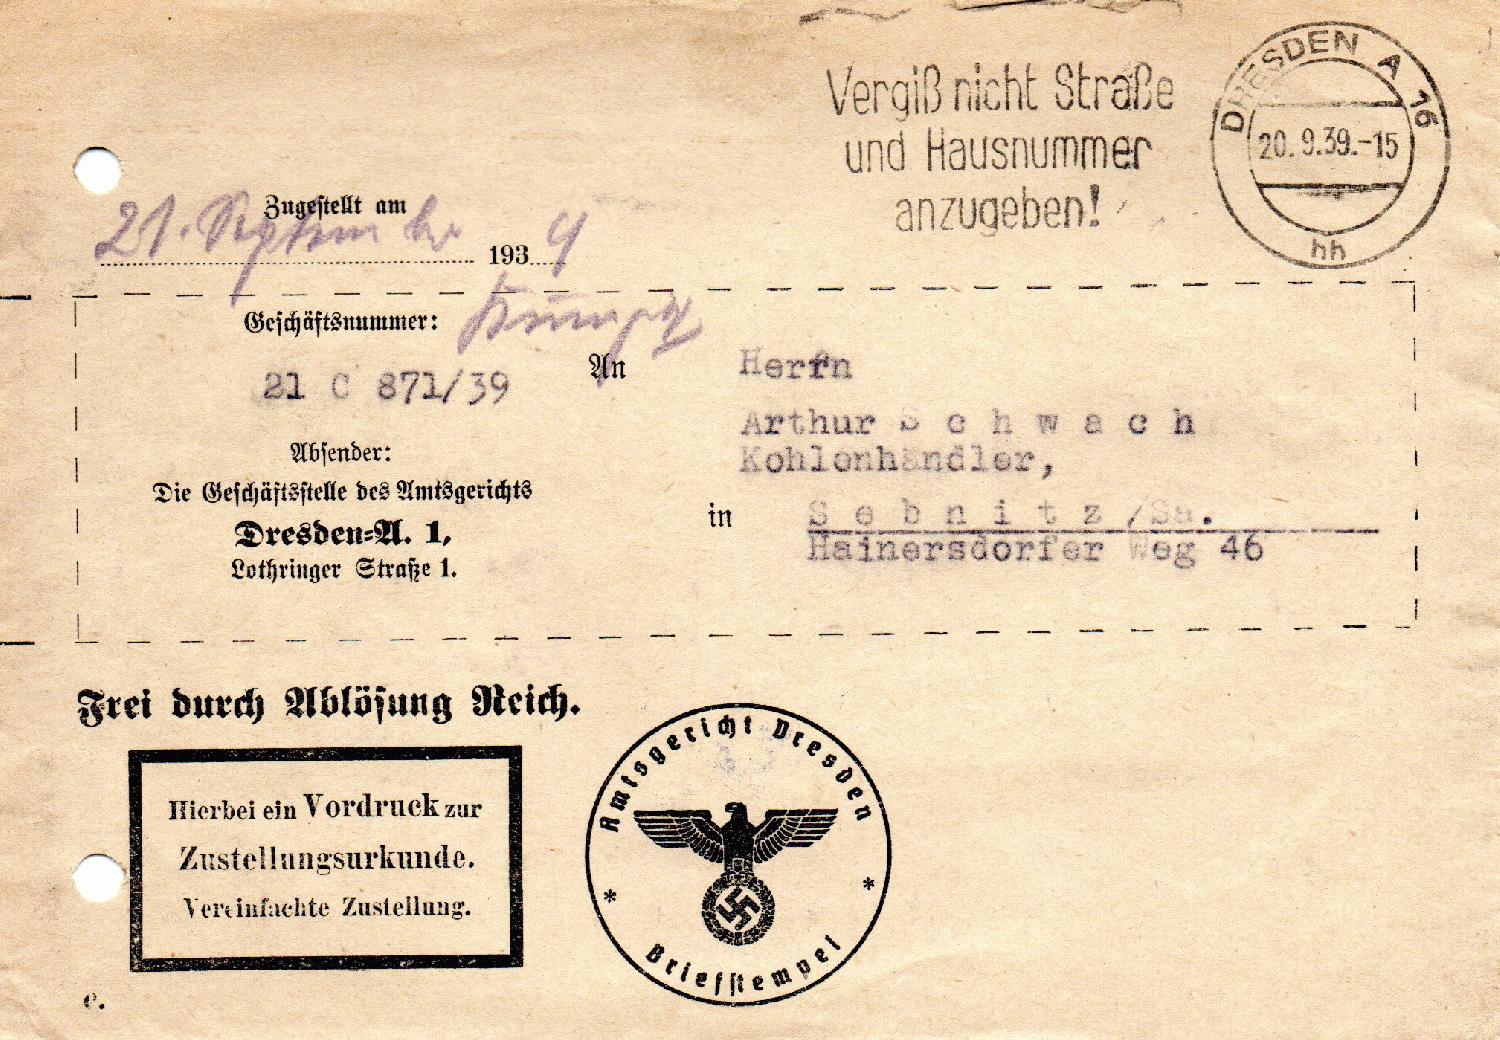 Vergiß nicht Straße
und Hausnummer
anzugeben!
DRESDEN A 16
20.9.39.-15
hh
Zugestellt am
21. September 1939
Geschäftsnummer:
21 C 871/39
Absender:
Die Geschäftsstelle des Amtsgerichts
Dresden-A. 1,
Lothringer Straße 1.
An Herrn
Arthur S c h w a c h
Kohlenhändler,
in S e b n i t z /Sa.
Hainersdorfer Weg 46
Frei durch Ablösung Reich.
Hierbei ein Vordruck zur
Zustellungsurkunde.
Vereinfachte Zustellung.
Amtsgericht Dresden
* *
Briefstempel
e.